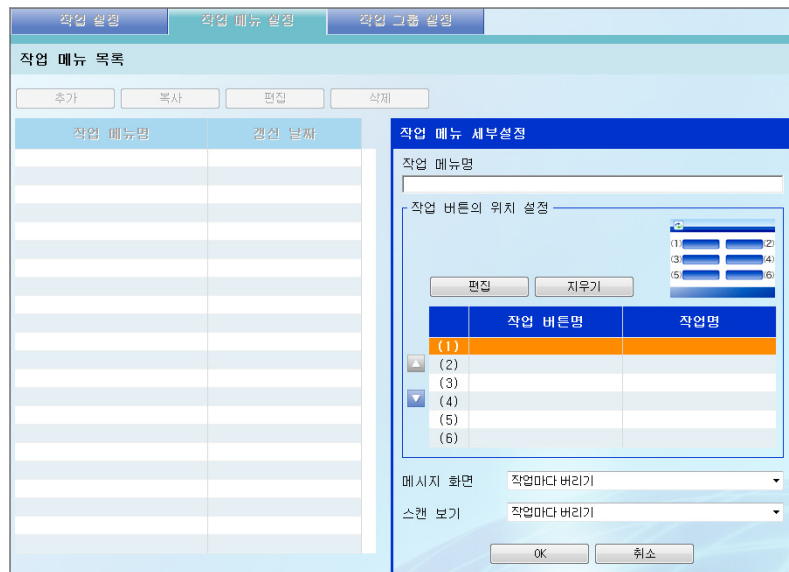 작업 설정 작업 메뉴 설정 작업 그룹 설정
작업 메뉴 목록
추가 복사 편집 삭제
작업 메뉴명 갱신 날짜
작업 메뉴 세부설정
작업 메뉴명
작업 버튼의 위치 설정
(1) (2)
(3) (4)
(5) (6)
편집 지우기
작업 버튼명 작업명
(1)
(2)
(3)
(4)
(5)
(6)
메시지 화면 작업마다 버리기
스캔 보기 작업마다 버리기
OK 취소